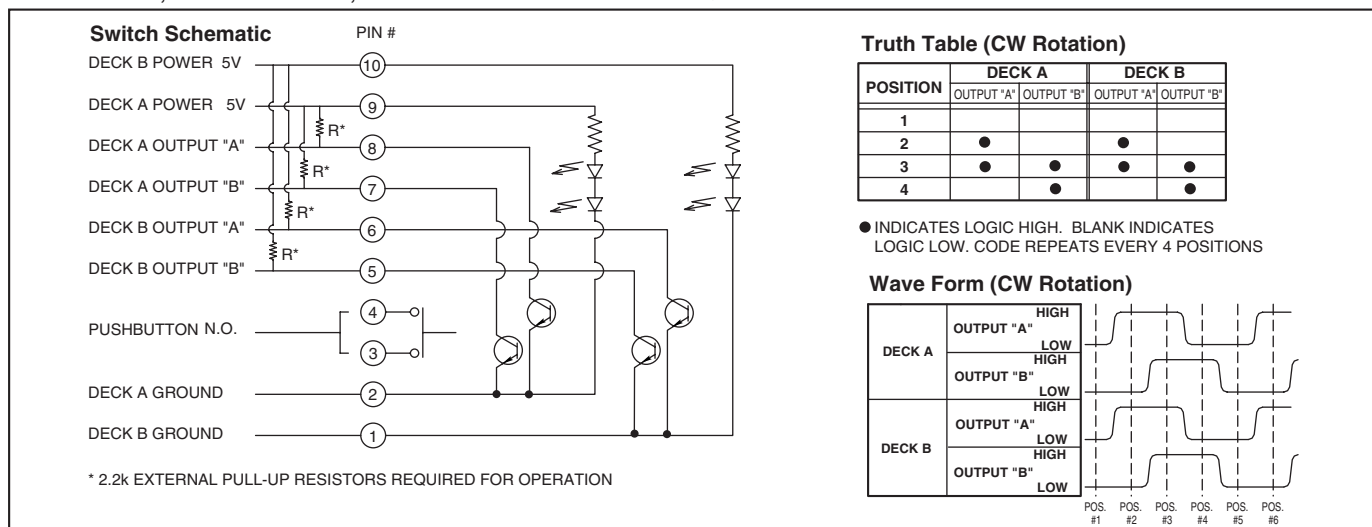 Switch Schematic
PIN #
DECK B POWER 5V
10
DECK A POWER 5V
9
R*
DECK A OUTPUT "A"
8
R*
DECK A OUTPUT "B"
7
R*
DECK B OUTPUT "A"
6
R*
DECK B OUTPUT "B"
5
4
PUSHBUTTON N.O.
3
DECK A GROUND
2
DECK B GROUND
1
* 2.2k EXTERNAL PULL-UP RESISTORS REQUIRED FOR OPERATION
Truth Table (CW Rotation)
POSITION DECK A DECK B
OUTPUT "A" OUTPUT "B" OUTPUT "A" OUTPUT "B"
1
2 ● ●
3 ● ● ● ●
4 ● ●
● INDICATES LOGIC HIGH. BLANK INDICATES
LOGIC LOW. CODE REPEATS EVERY 4 POSITIONS
Wave Form (CW Rotation)
DECK A
HIGH
OUTPUT "A"
LOW
HIGH
OUTPUT "B"
LOW
DECK B
HIGH
OUTPUT "A"
LOW
HIGH
OUTPUT "B"
LOW
POS. POS. POS. POS. POS. POS.
#1 #2 #3 #4 #5 #6